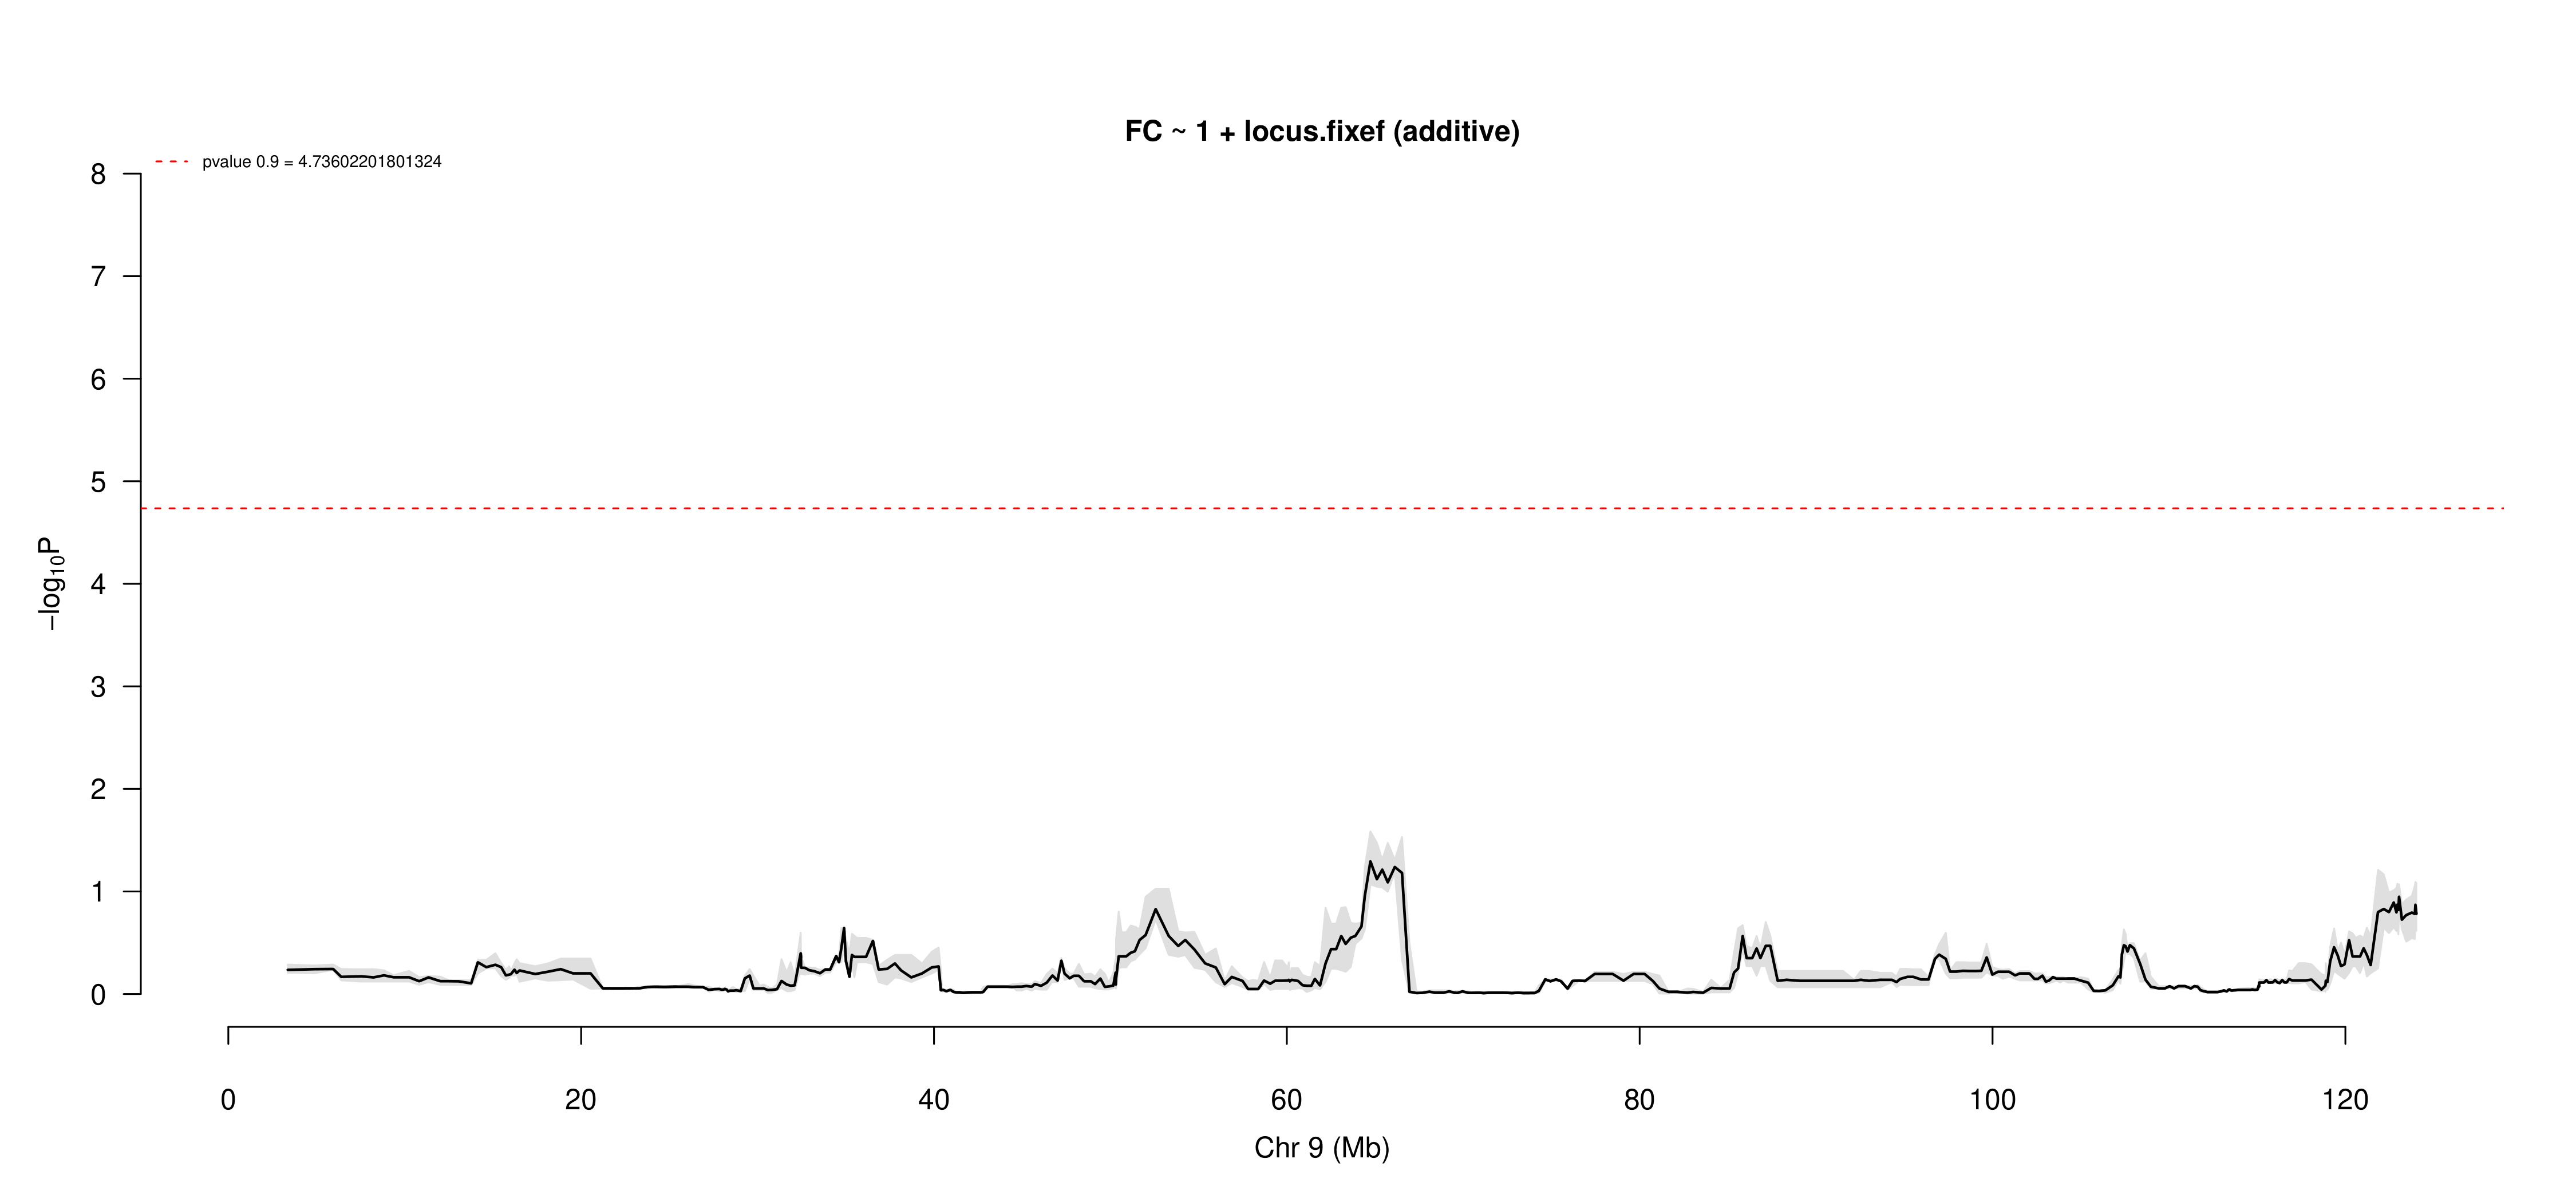 FC ~ 1 + locus.fixef (additive)
pvalue 0.9 = 4.73602201801324
8
7
6
5
4
3
2
1
0
−log10P
0 20 40 60 80 100 120
Chr 9 (Mb)